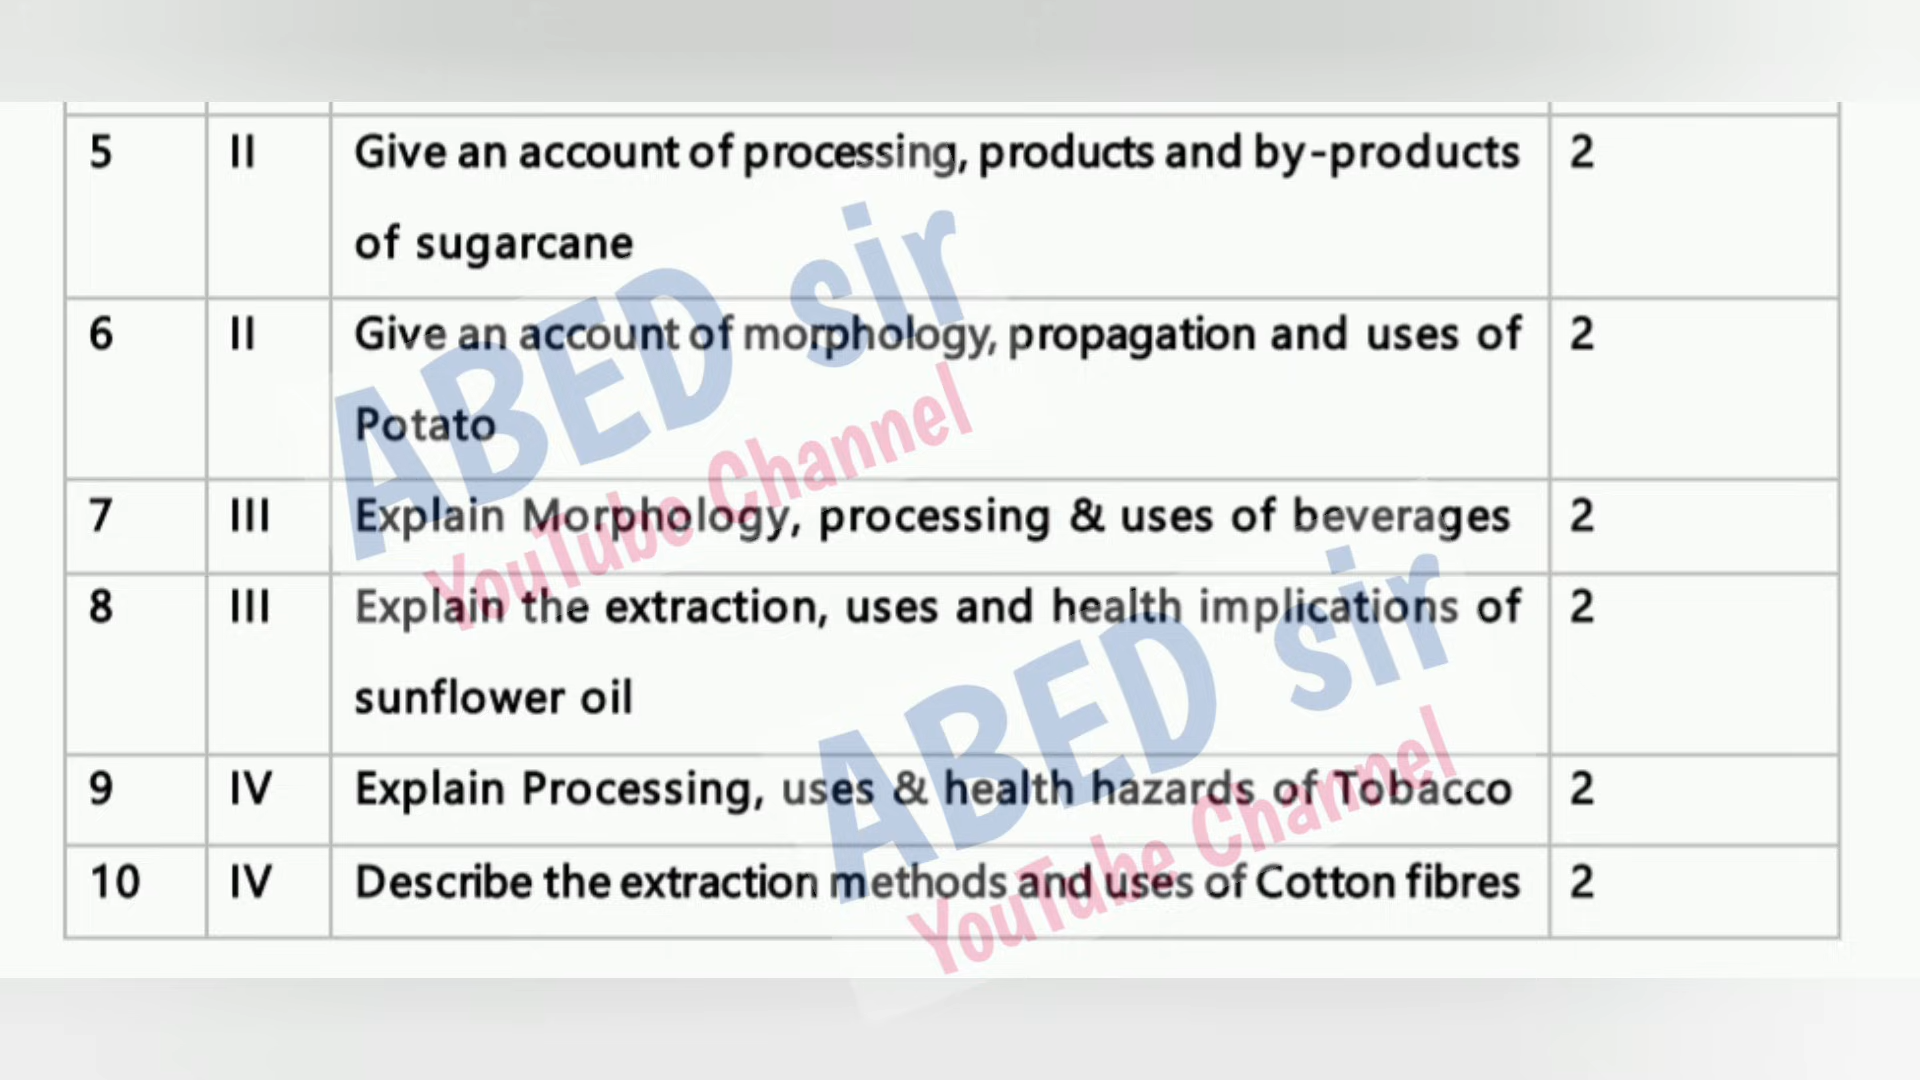 5 II Give an account of processing, products and by-products 2
of sugarcane
6 II Give an account of morphology, propagation and uses of 2
Potato
7 III Explain Morphology, processing & uses of beverages 2
8 III Explain the extraction, uses and health implications of 2
sunflower oil
9 IV Explain Processing, uses & health hazards of Tobacco 2
10 IV Describe the extraction methods and uses of Cotton fibres 2
ABED sir
YouTube Channel
ABED sir
YouTube Channel